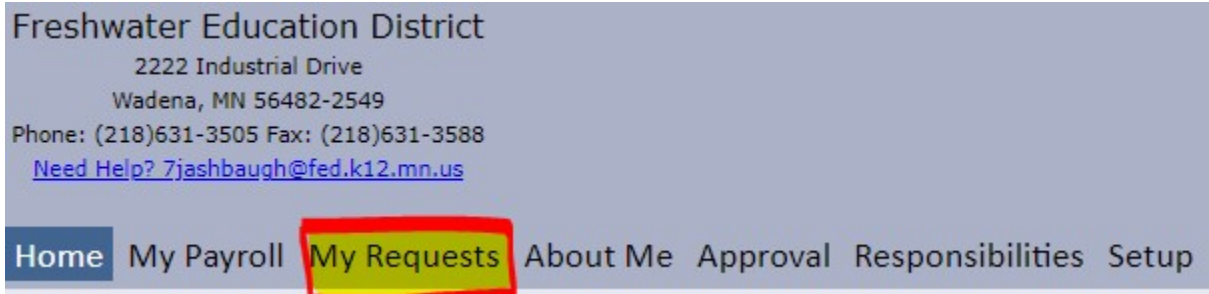 Freshwater Education District
2222 Industrial Drive
Wadena, MN 56482-2549
Phone: (218)631-3505 Fax: (218)631-3588
Need Help? 7jashbaugh@fed.k12.mn.us
Home My Payroll My Requests About Me Approval Responsibilities Setup